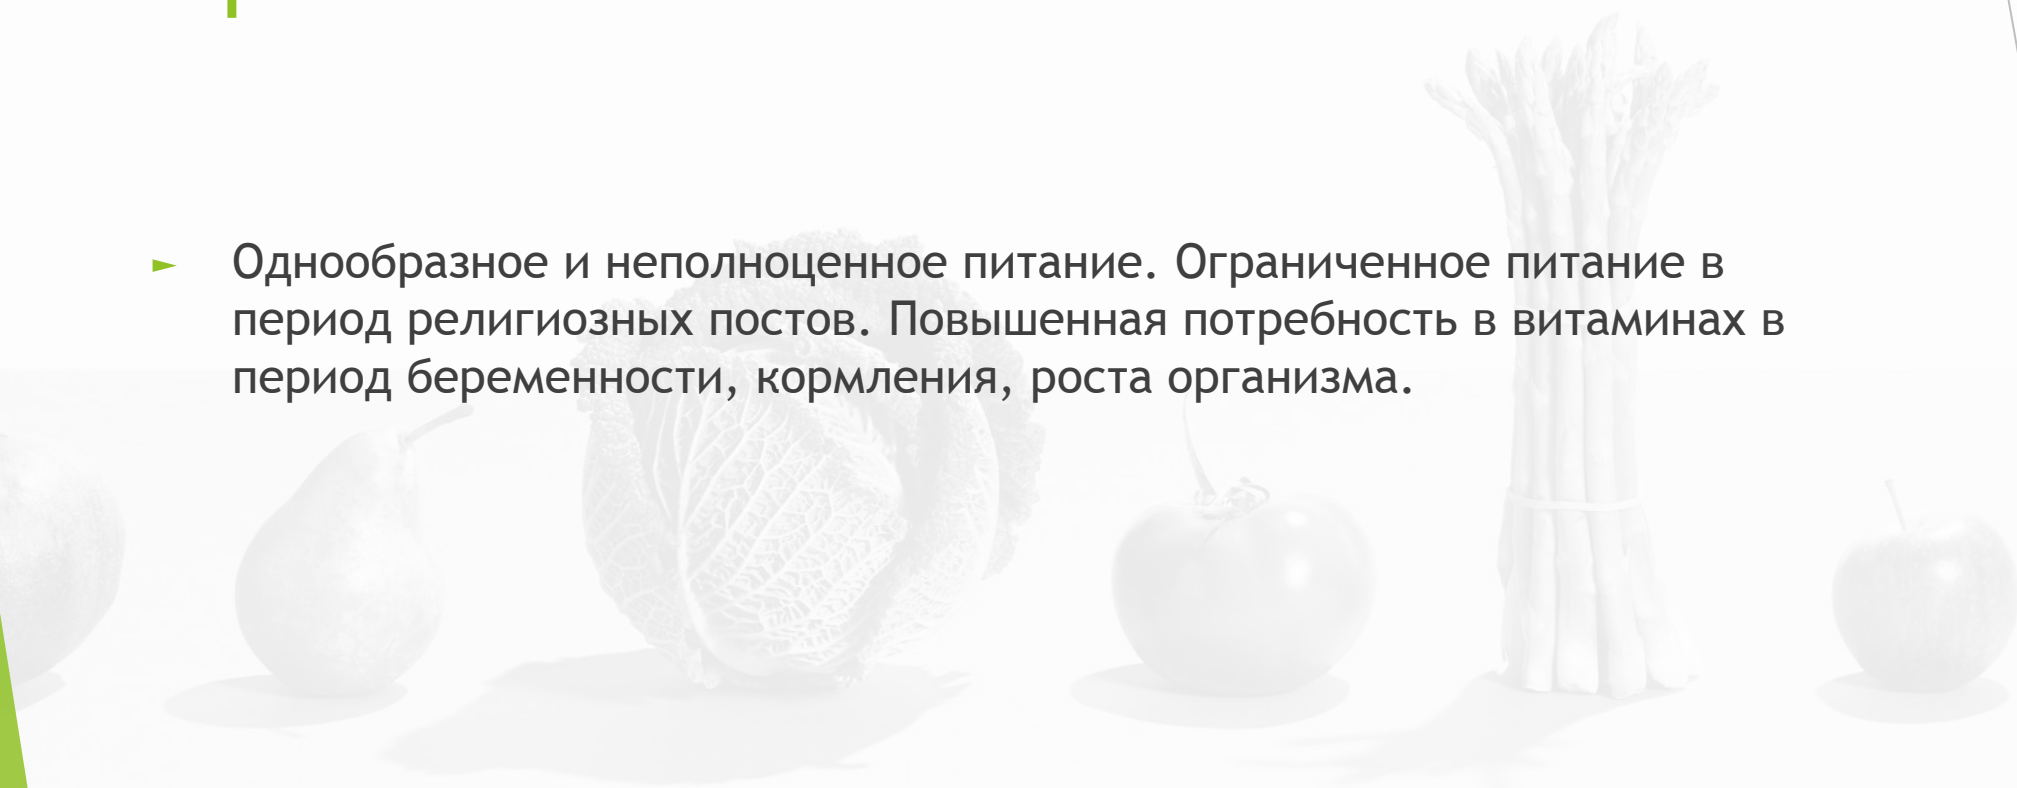 Однообразное и неполноценное питание. Ограниченное питание в
период религиозных постов. Повышенная потребность в витаминах в
период беременности, кормления, роста организма.